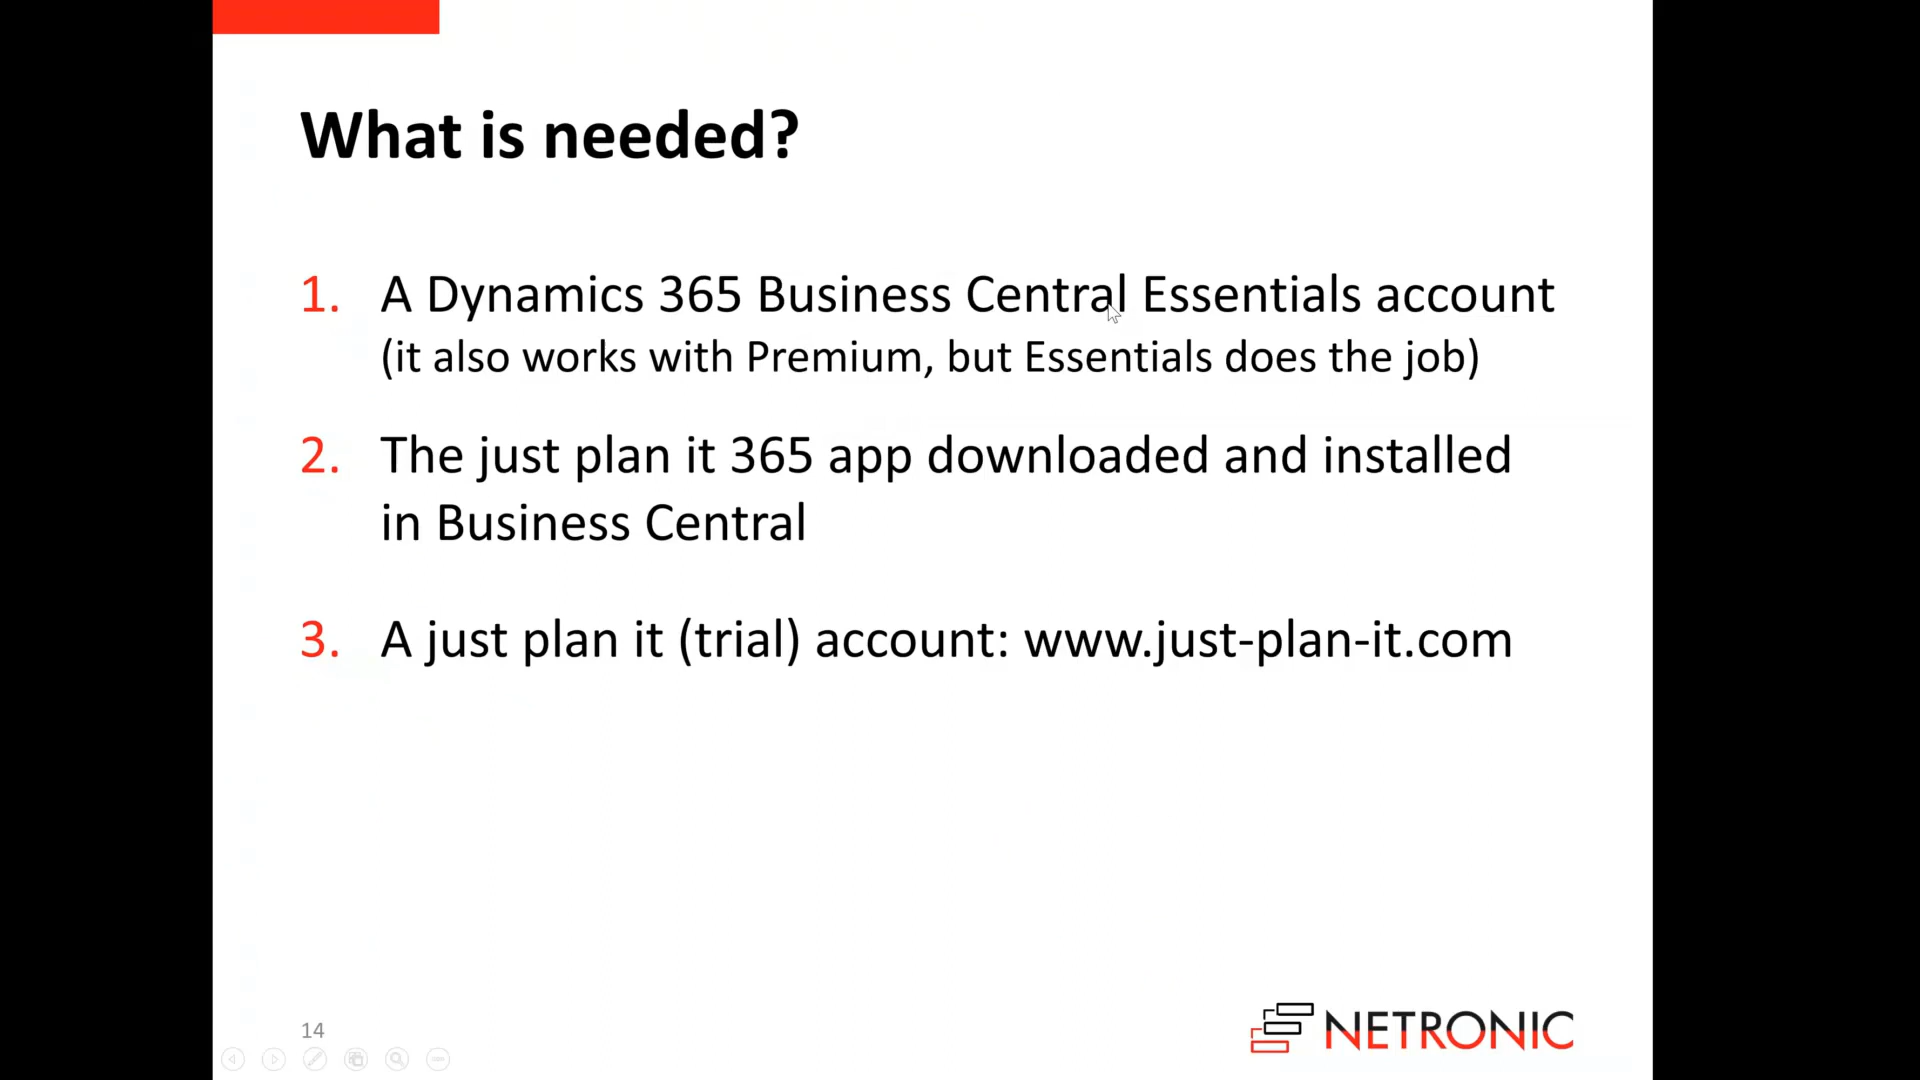 What is needed?
1. A Dynamics 365 Business Central Essentials account
(it also works with Premium, but Essentials does the job)
2. The just plan it 365 app downloaded and installed
in Business Central
3. A just plan it (trial) account: www.just-plan-it.com
14
NETRONIC